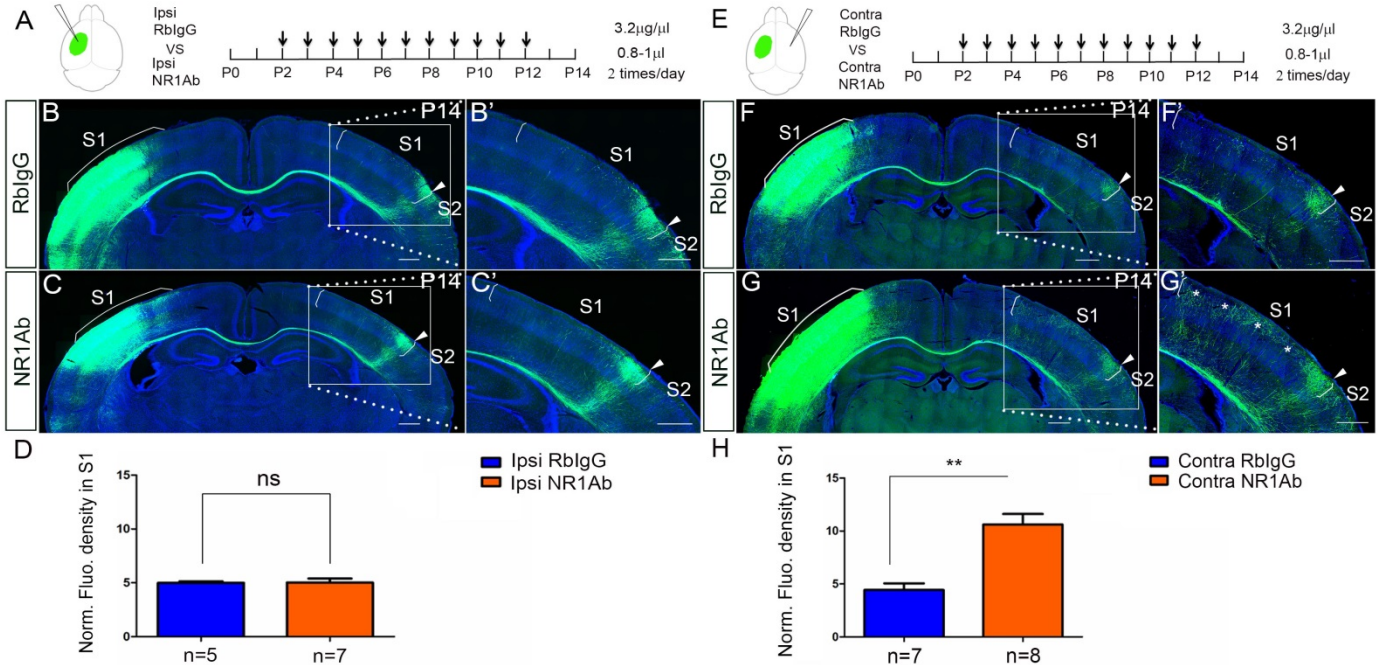 A
Ipsi
RbIgG
VS
Ipsi
NR1Ab
P0 P2 P4 P6 P8 P10 P12 P14
3.2μg/μl
0.8-1μl
2 times/day
E
Contra
RbIgG
VS
Contra
NR1Ab
P0 P2 P4 P6 P8 P10 P12 P14
3.2μg/μl
0.8-1μl
2 times/day
RbIgG
B
S1
S1
P14
S2
B'
S1
S2
RbIgG
F
S1
S1
P14
S2
F'
S1
S2
NR1Ab
C
S1
S1
P14
S2
C'
S1
S2
NR1Ab
G
S1
S1
P14
S2
G'
* * * *
S1
S2
D
Norm. Fluo. density in S1
15
10
5
0
ns
n=5 n=7
Ipsi RbIgG
Ipsi NR1Ab
H
Norm. Fluo. density in S1
15
10
5
0
**
n=7 n=8
Contra RbIgG
Contra NR1Ab